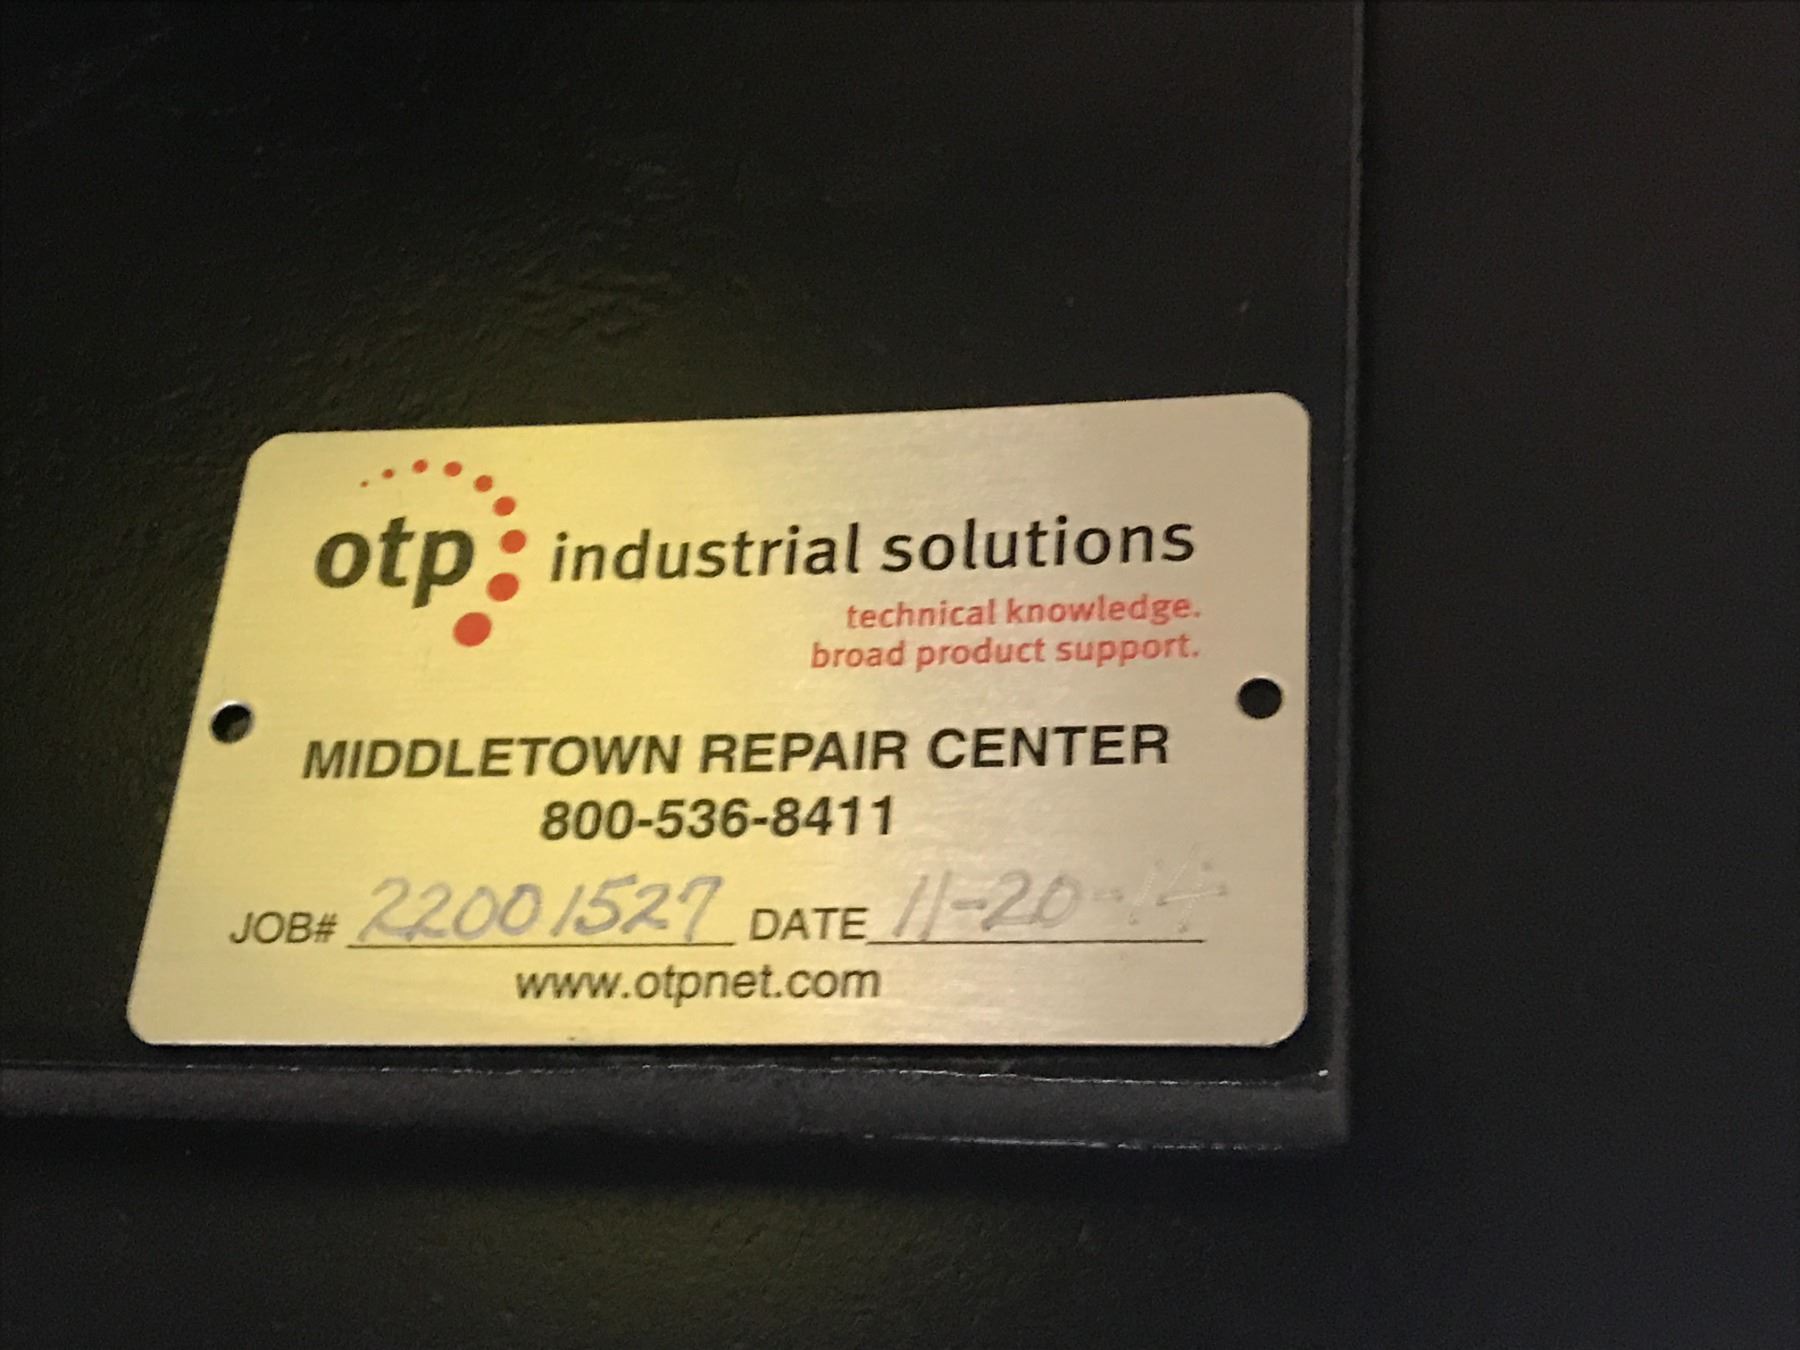 otp industrial solutions
technical knowledge.
broad product support.
MIDDLETOWN REPAIR CENTER
800-536-8411
JOB# 22001527 DATE 11-20-14
www.otpnet.com